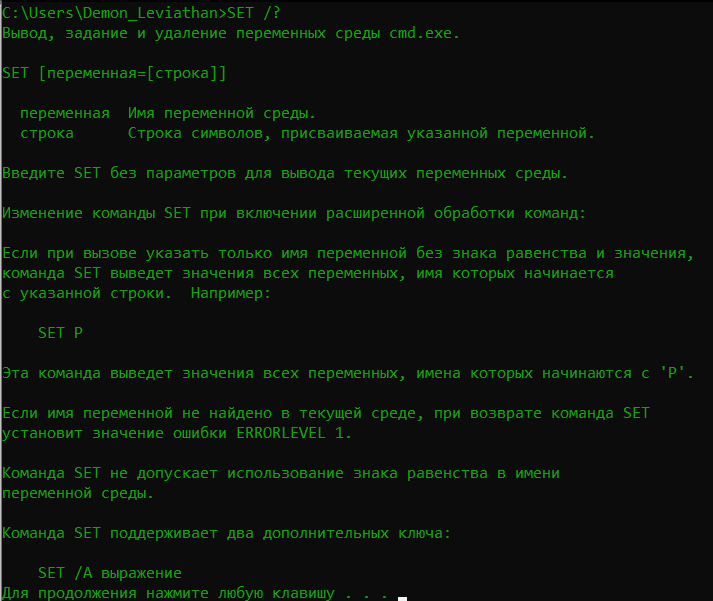 C:\Users\Demon_Leviathan>SET /?
Вывод, задание и удаление переменных среды cmd.exe.
SET [переменная=[строка]]
переменная  Имя переменной среды.
строка      Строка символов, присваиваемая указанной переменной.
Введите SET без параметров для вывода текущих переменных среды.
Изменение команды SET при включении расширенной обработки команд:
Если при вызове указать только имя переменной без знака равенства и значения,
команда SET выведет значения всех переменных, имя которых начинается
с указанной строки.  Например:
SET P
Эта команда выведет значения всех переменных, имена которых начинаются с 'P'.
Если имя переменной не найдено в текущей среде, при возврате команда SET
установит значение ошибки ERRORLEVEL 1.
Команда SET не допускает использование знака равенства в имени
переменной среды.
Команда SET поддерживает два дополнительных ключа:
SET /A выражение
Для продолжения нажмите любую клавишу . . .